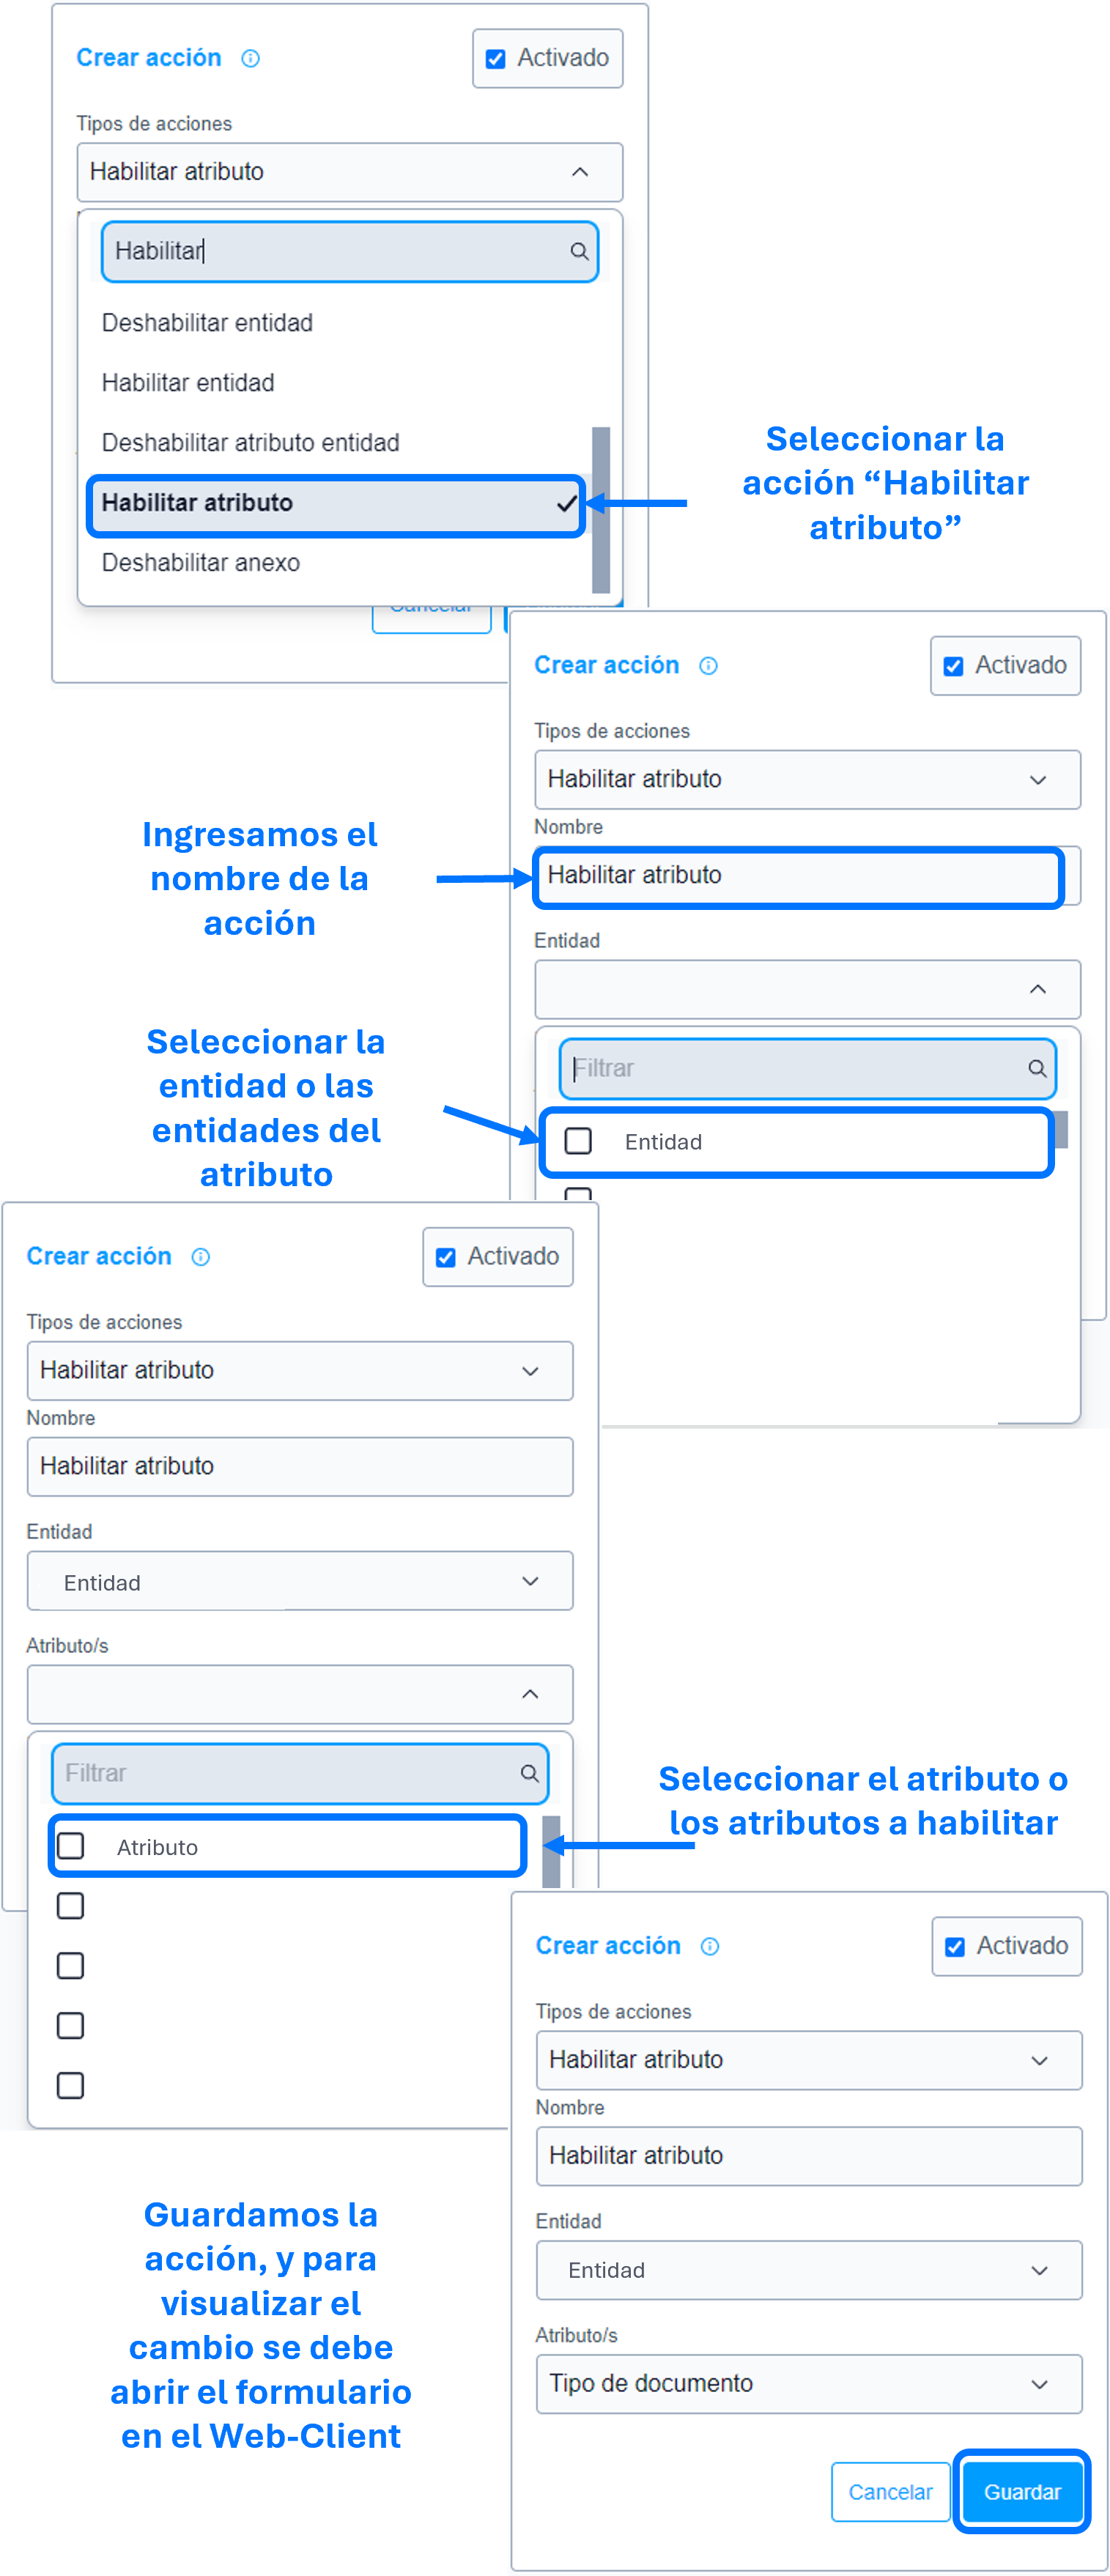 Crear acción
Activado
Tipos de acciones
Habilitar atributo
Habilitar
Deshabilitar entidad
Habilitar entidad
Deshabilitar atributo entidad
Habilitar atributo
Deshabilitar anexo
Cancelar
Seleccionar la
acción “Habilitar
atributo”
Crear acción
Activado
Tipos de acciones
Habilitar atributo
Nombre
Habilitar atributo
Ingresamos el
nombre de la
acción
Entidad
Filtrar
Entidad
Seleccionar la
entidad o las
entidades del
atributo
Crear acción
Activado
Tipos de acciones
Habilitar atributo
Nombre
Habilitar atributo
Entidad
Entidad
Atributo/s
Filtrar
Atributo
Seleccionar el atributo o
los atributos a habilitar
Crear acción
Activado
Tipos de acciones
Habilitar atributo
Nombre
Habilitar atributo
Entidad
Entidad
Atributo/s
Tipo de documento
Cancelar
Guardar
Guardamos la
acción, y para
visualizar el
cambio se debe
abrir el formulario
en el Web-Client